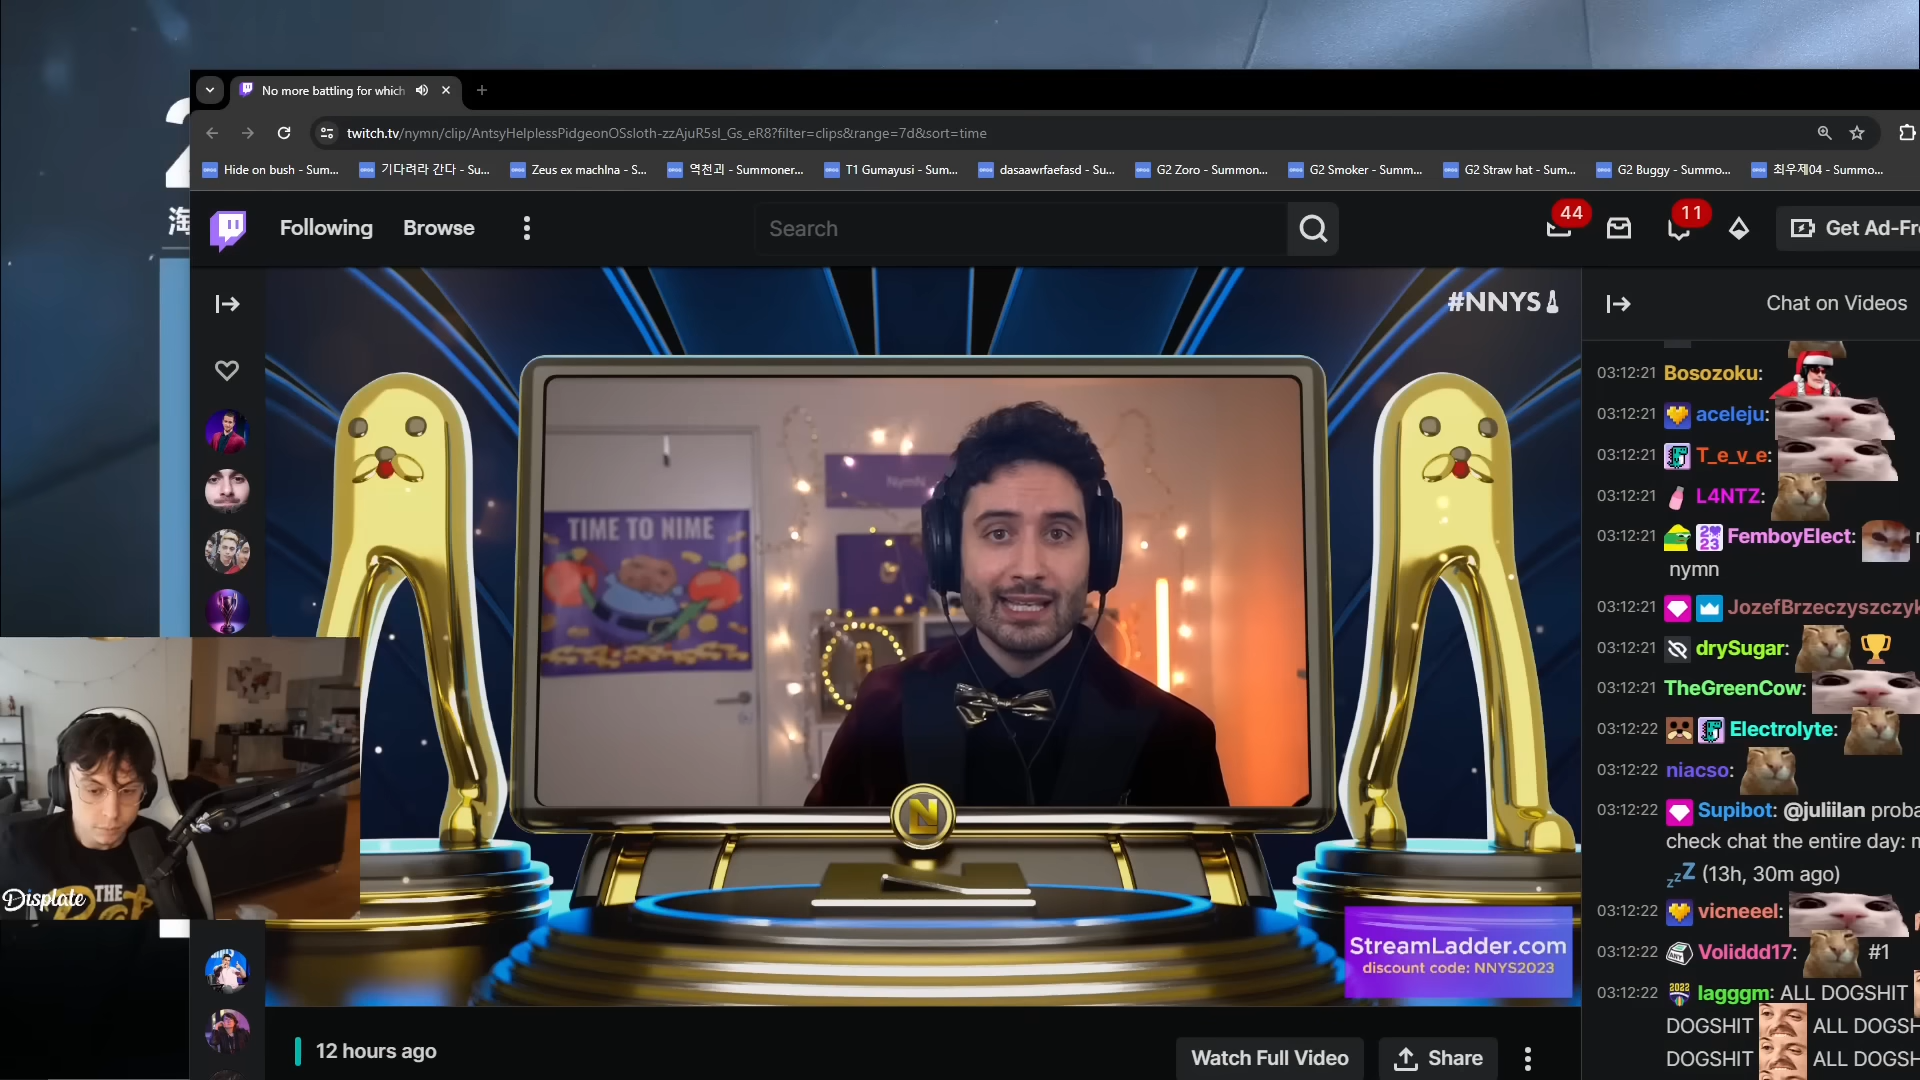 No more battling for which
twitch.tv/nymn/clip/AntsyHelplessPidgeonOSsloth-zzAjuR5sl_Gs_eR8?filter=clips&range=7d&sort=time
Hide on bush - Sum...
기다려라 간다 - Su...
Zeus ex machlna - S...
역천괴 - Summoner...
T1 Gumayusi - Sum...
dasaawrfaefasd - Su...
G2 Zoro - Summon...
G2 Smoker - Summ...
G2 Straw hat - Sum...
G2 Buggy - Summo...
최우제04 - Summo...
Following
Browse
Search
44
11
Get Ad-Fre
#NNYS
Chat on Videos
TIME TO NIME
NymN
N
StreamLadder.com
discount code: NNYS2023
03:12:21 Bosozoku:
03:12:21 aceleju:
03:12:21 T_e_v_e:
03:12:21 L4NTZ:
03:12:21 FemboyElect:
nymn
03:12:21 JozefBrzeczyszczyk
03:12:21 drySugar:
03:12:21 TheGreenCow:
03:12:22 Electrolyte:
niacso:
03:12:22 Supibot: @juliilan proba
check chat the entire day: n
(13h, 30m ago)
03:12:22 vicneeel:
03:12:22 Voliddd17: #1
03:12:22 lagggm: ALL DOGSHIT
DOGSHIT ALL DOGSH
DOGSHIT ALL DOGSH
12 hours ago
Watch Full Video
Share
Displate
THE